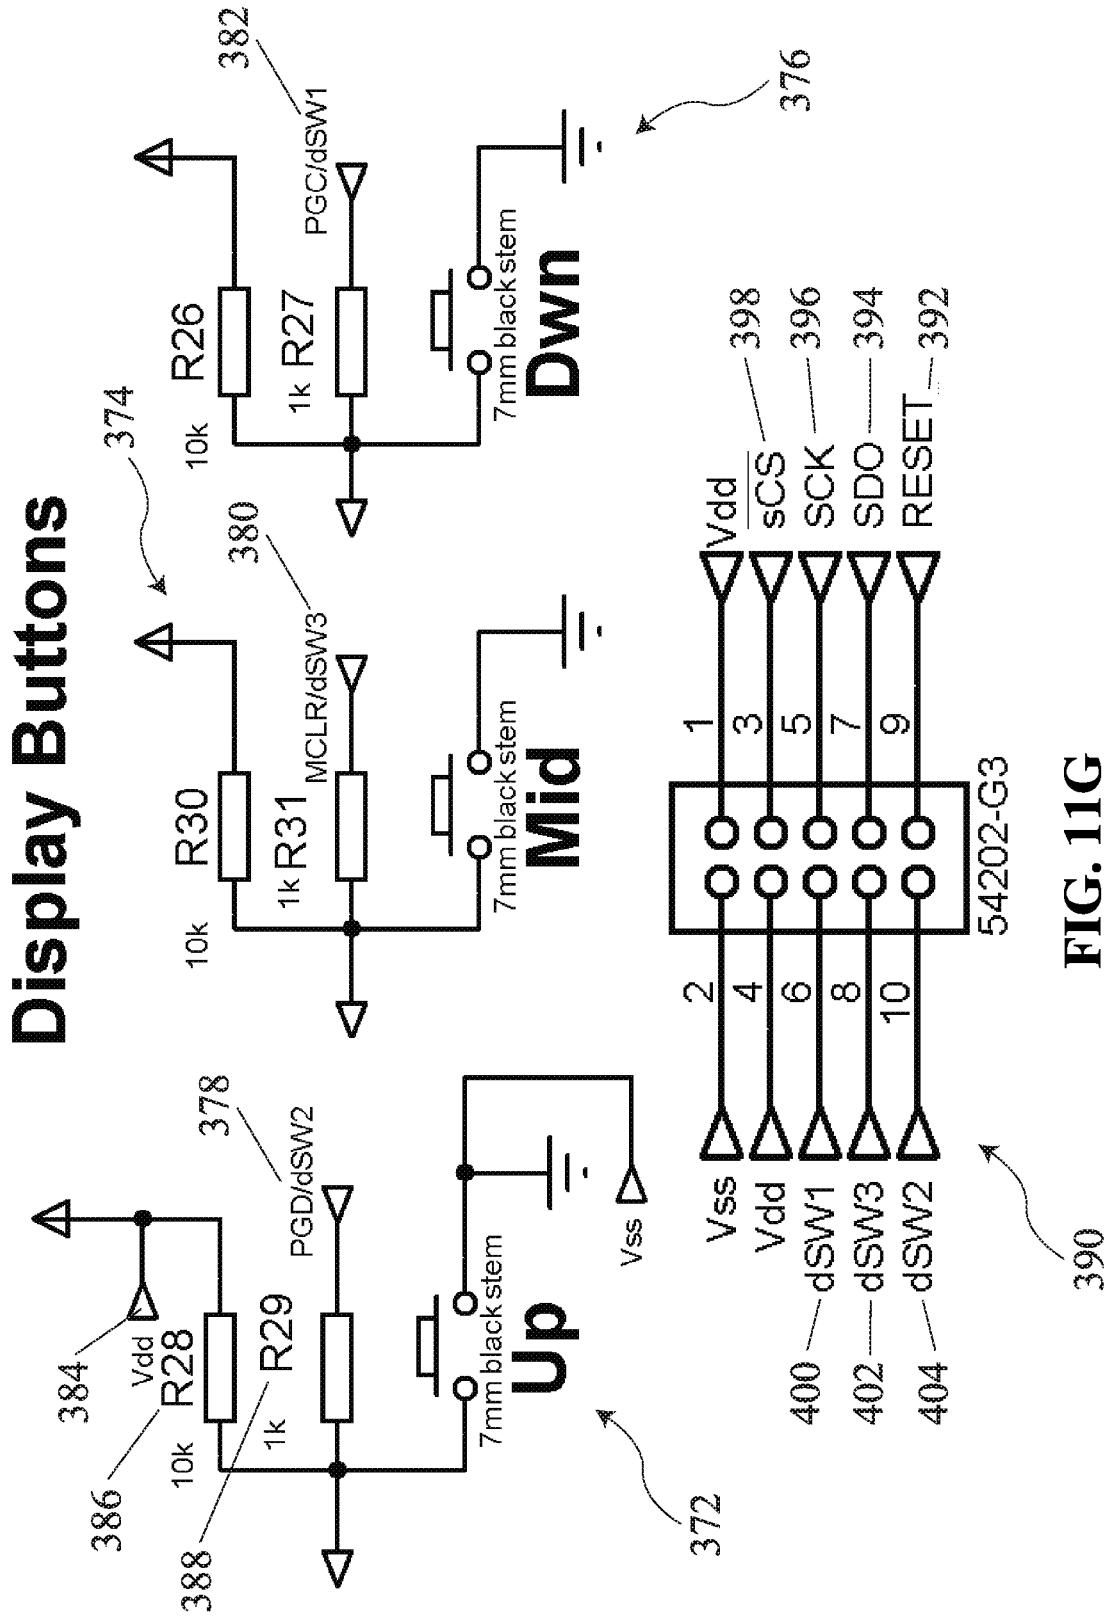 Display Buttons
384
Vdd
386
R28
10k
388
R29
1k
PGD/dSW2
378
7mm black stem
Up
Vss
372
374
R30
10k
R31
1k
MCLR/dSW3
380
7mm black stem
Mid
R26
10k
R27
1k
PGC/dSW1
382
7mm black stem
Dwn
376
Vss 2 1 Vdd
Vdd 4 3 sCS 398
400 dSW1 6 5 SCK 396
402 dSW3 8 7 SDO 394
404 dSW2 10 9 RESET 392
54202-G3
390
FIG. 11G